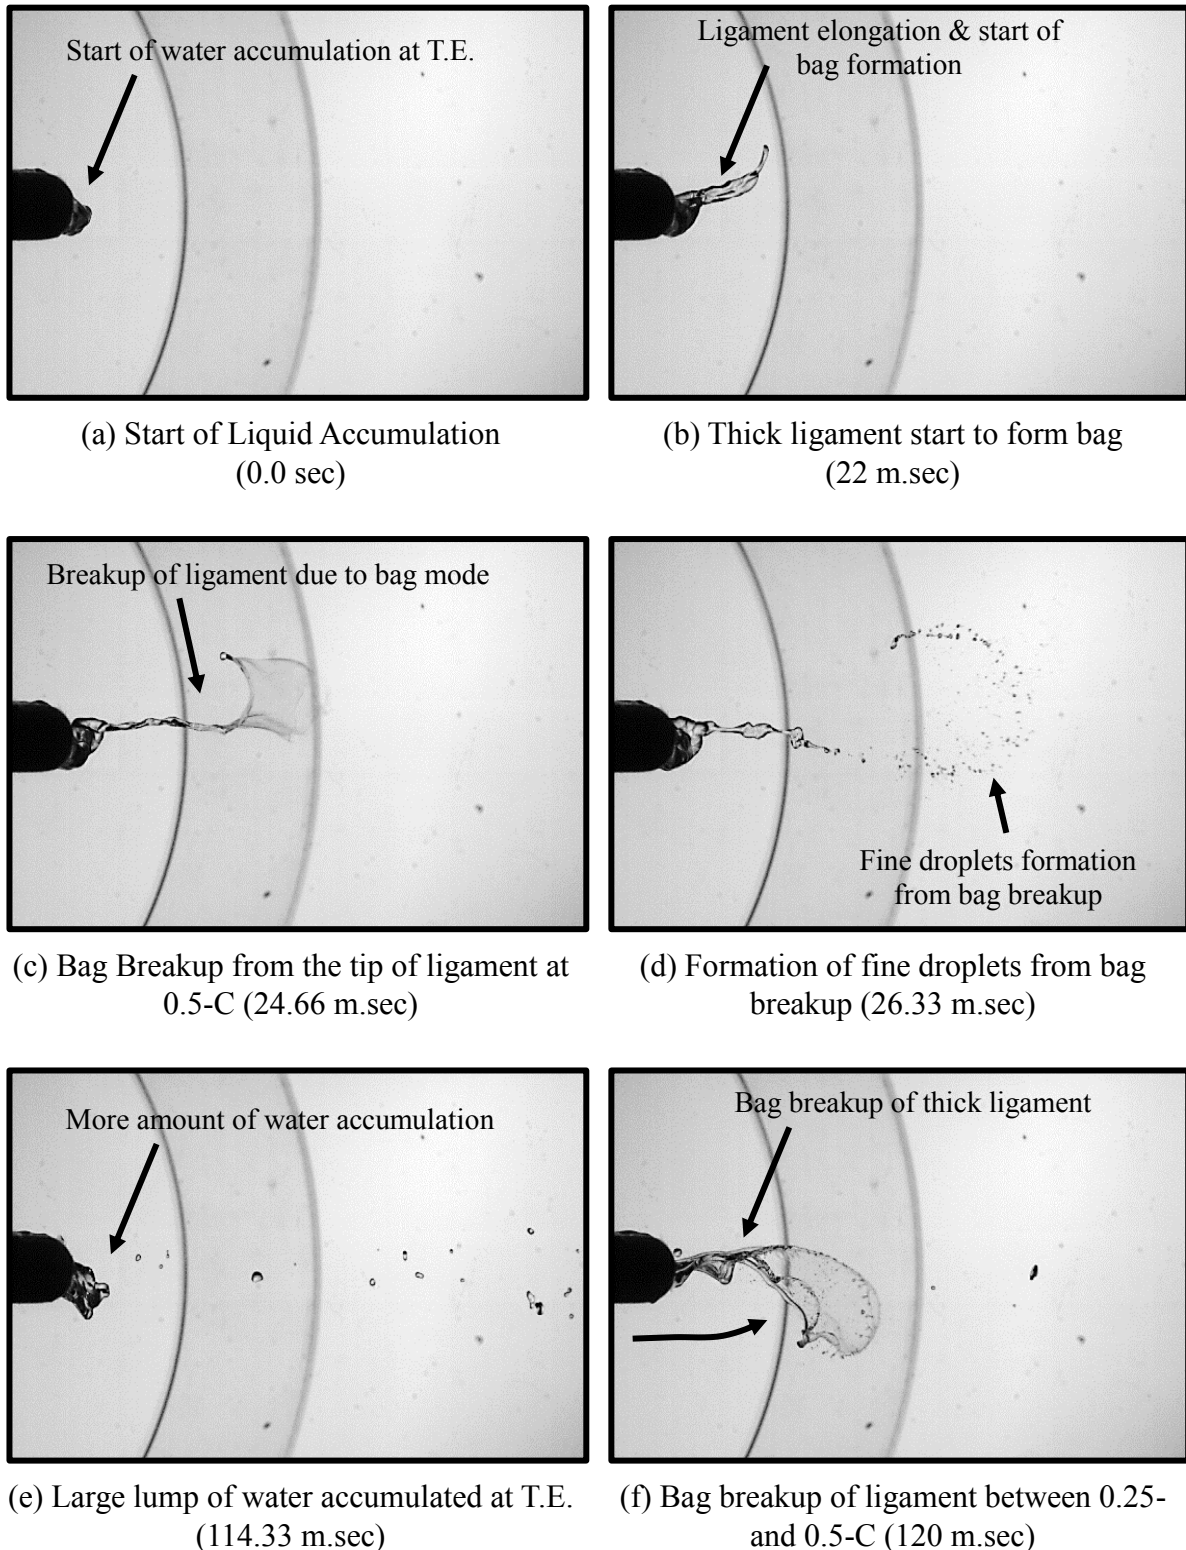 Start of water accumulation at T.E.
Ligament elongation & start of
bag formation
(a) Start of Liquid Accumulation
(0.0 sec)
(b) Thick ligament start to form bag
(22 m.sec)
Breakup of ligament due to bag mode
Fine droplets formation
from bag breakup
(c) Bag Breakup from the tip of ligament at
0.5-C (24.66 m.sec)
(d) Formation of fine droplets from bag
breakup (26.33 m.sec)
More amount of water accumulation
Bag breakup of thick ligament
(e) Large lump of water accumulated at T.E.
(114.33 m.sec)
(f) Bag breakup of ligament between 0.25-
and 0.5-C (120 m.sec)